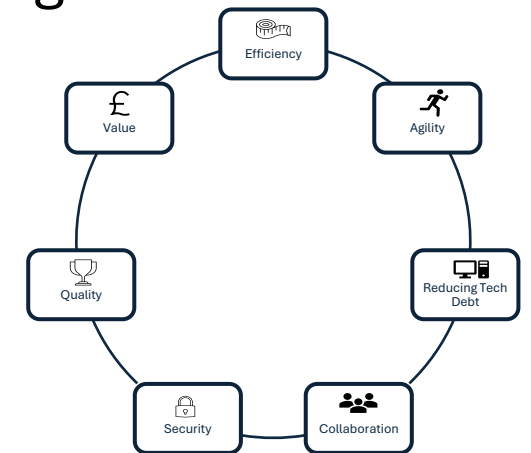 g
Efficiency
£
Value
Agility
Quality
Reducing Tech
Debt
Security
Collaboration